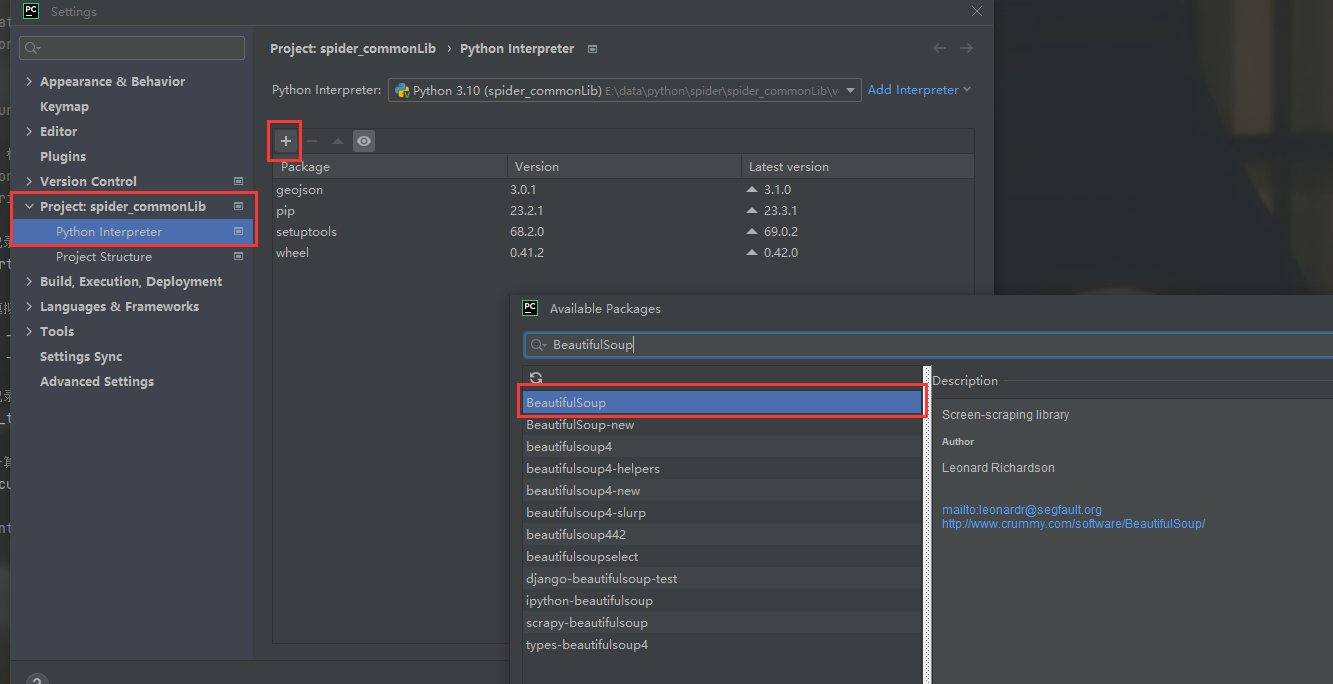 PC Settings
Project: spider_commonLib › Python Interpreter
Appearance & Behavior
Keymap
Editor
Plugins
Version Control
Project: spider_commonLib
Python Interpreter
Project Structure
Build, Execution, Deployment
Languages & Frameworks
Tools
Settings Sync
Advanced Settings
?
Python Interpreter: Python 3.10 (spider_commonLib) E:\data\python\spider\spider_commonLib\v Add Interpreter
Package Version Latest version
geojson 3.0.1 3.1.0
pip 23.2.1 23.3.1
setuptools 68.2.0 69.0.2
wheel 0.41.2 0.42.0
PC Available Packages
BeautifulSoup
BeautifulSoup
BeautifulSoup-new
beautifulsoup4
beautifulsoup4-helpers
beautifulsoup4-new
beautifulsoup4-slurp
beautifulsoup442
beautifulsoupselect
django-beautifulsoup-test
ipython-beautifulsoup
scrapy-beautifulsoup
types-beautifulsoup4
Description
Screen-scraping library
Author
Leonard Richardson
mailto:leonardr@segfault.org
http://www.crummy.com/software/BeautifulSoup/